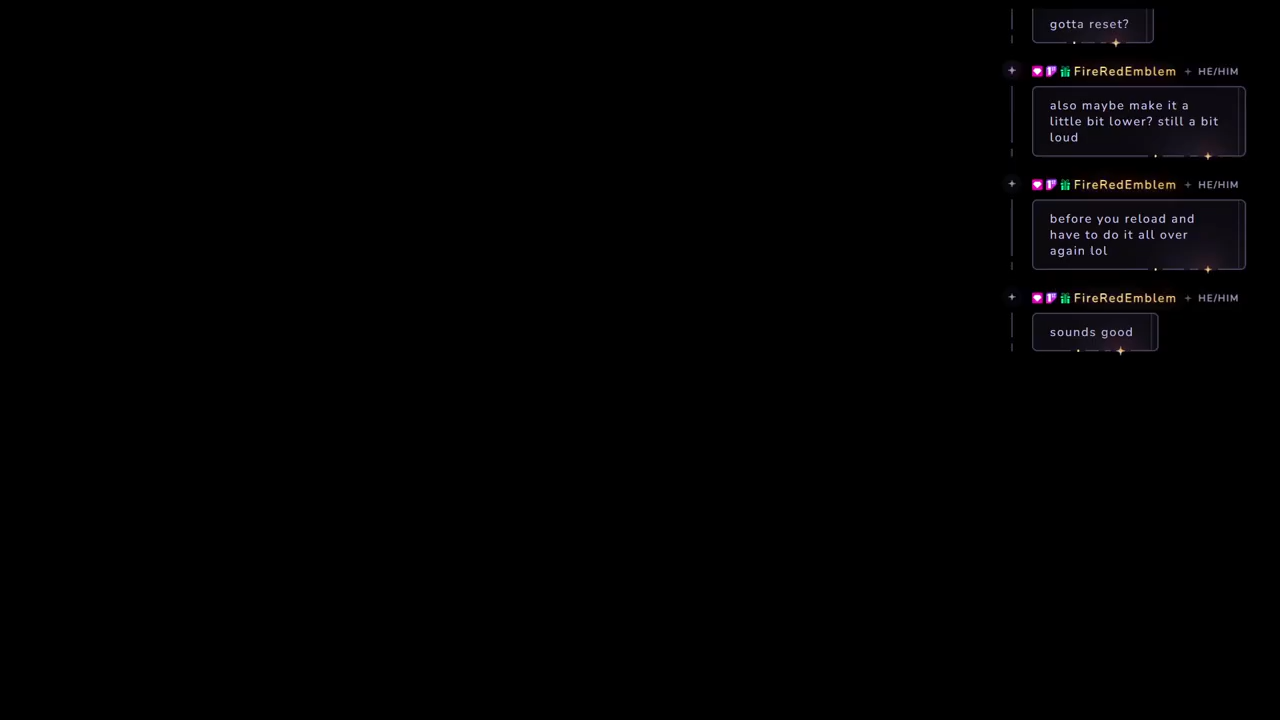 gotta reset?
FireRedEmblem HE/HIM
also maybe make it a
little bit lower? still a bit
loud
FireRedEmblem HE/HIM
before you reload and
have to do it all over
again lol
FireRedEmblem HE/HIM
sounds good